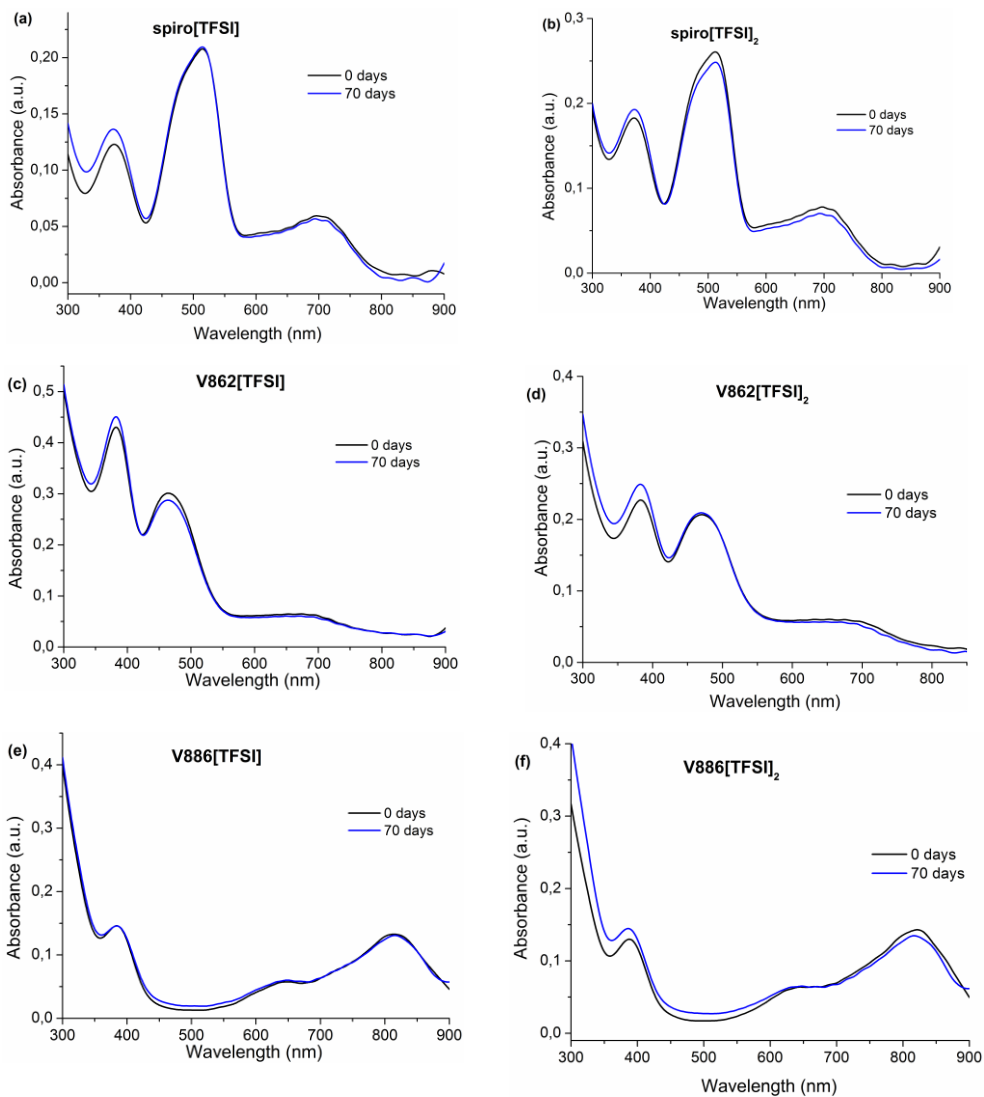 (a)
spiro[TFSI]
0 days
70 days
0,20
0,15
0,10
0,05
0,00
Absorbance (a.u.)
300 400 500 600 700 800 900
Wavelength (nm)
(b)
spiro[TFSI]₂
0 days
70 days
0,3
0,2
0,1
0,0
Absorbance (a.u.)
300 400 500 600 700 800 900
Wavelength (nm)
(c)
V862[TFSI]
0 days
70 days
0,5
0,4
0,3
0,2
0,1
0,0
Absorbance (a.u.)
300 400 500 600 700 800 900
Wavelength (nm)
(d)
V862[TFSI]₂
0 days
70 days
0,4
0,3
0,2
0,1
0,0
Absorbance (a.u.)
300 400 500 600 700 800
Wavelength (nm)
(e)
V886[TFSI]
0 days
70 days
0,4
0,3
0,2
0,1
0,0
Absorbance (a.u.)
300 400 500 600 700 800 900
Wavelength (nm)
(f)
V886[TFSI]₂
0 days
70 days
0,4
0,3
0,2
0,1
0,0
Absorbance (a.u.)
300 400 500 600 700 800 900
Wavelength (nm)